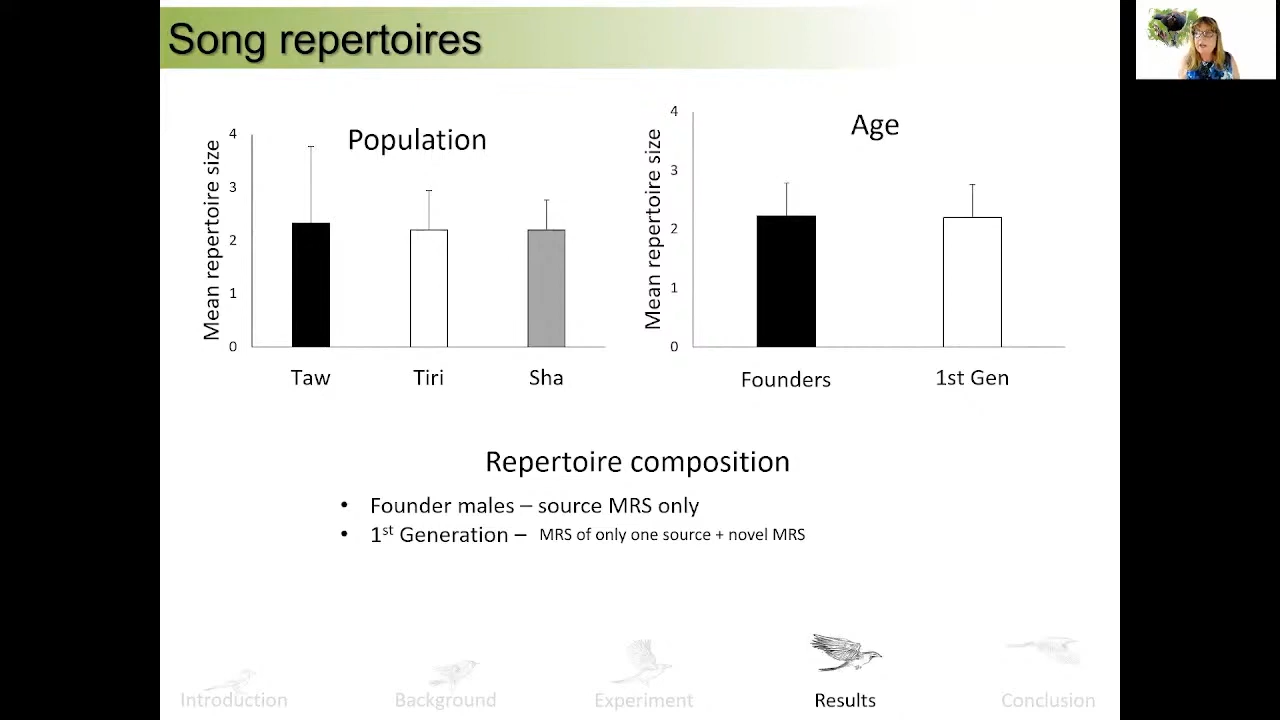 Song repertoires
Population
Mean repertoire size
4
3
2
1
0
Taw Tiri Sha
Age
Mean repertoire size
4
3
2
1
0
Founders 1st Gen
Repertoire composition
• Founder males – source MRS only
• 1st Generation – MRS of only one source + novel MRS
Introduction Background Experiment Results Conclusion